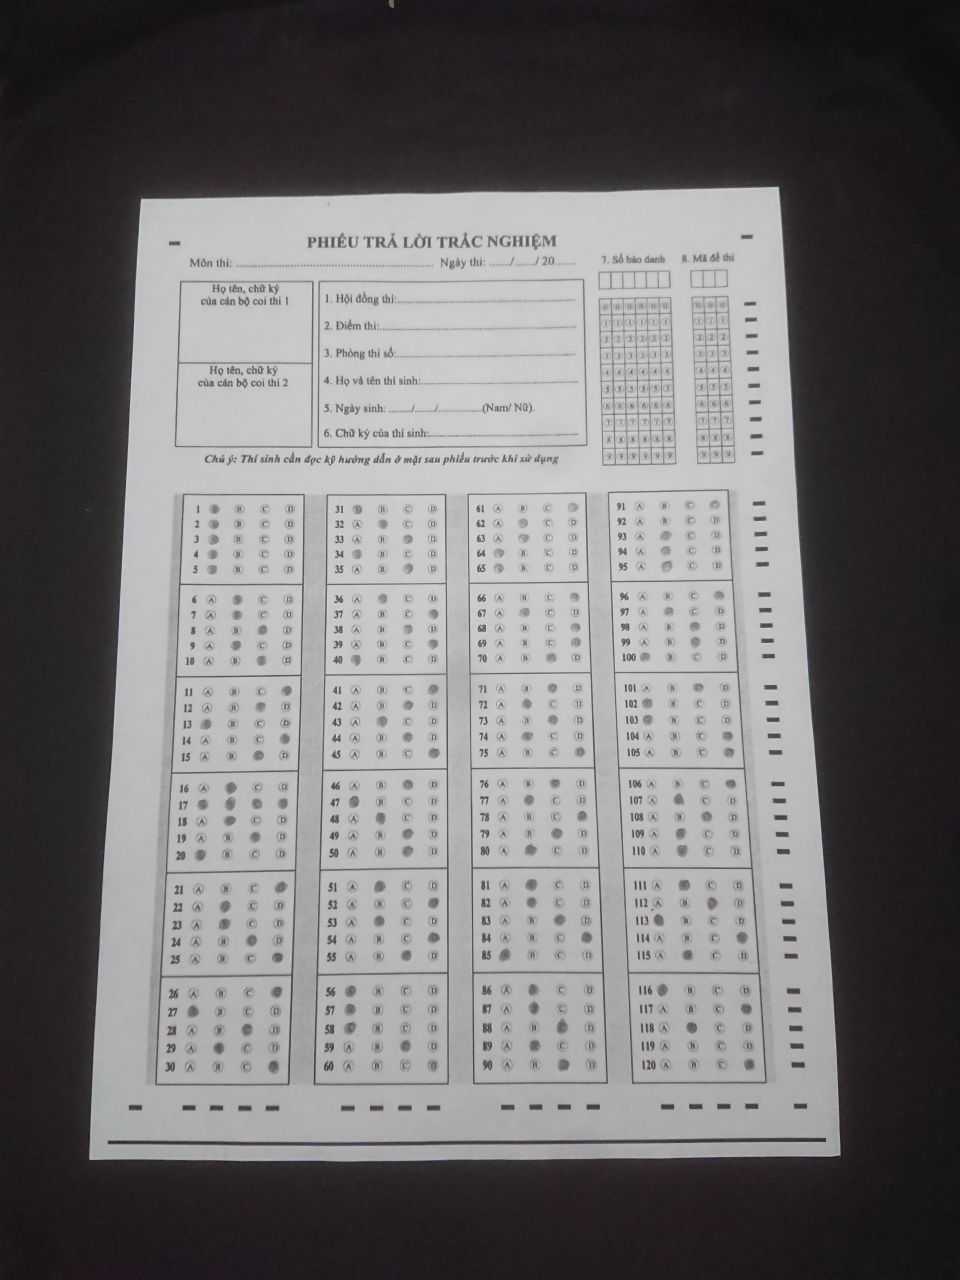 PHIẾU TRẢ LỜI TRẮC NGHIỆM
Môn thi: ........................ Ngày thi: ....../....../ 20......
7. Số báo danh
8. Mã đề thi
Họ tên, chữ ký
của cán bộ coi thi 1
Họ tên, chữ ký
của cán bộ coi thi 2
1. Hội đồng thi:
2. Điểm thi:
3. Phòng thi số:
4. Họ và tên thí sinh:
5. Ngày sinh: ....../....../............(Nam/ Nữ).
6. Chữ ký của thí sinh:
Chú ý: Thí sinh cần đọc kỹ hướng dẫn ở mặt sau phiếu trước khi sử dụng
1 B C D
2 B C D
3 B C D
4 B C D
5 B C D
6 A C D
7 A C D
8 A B D
9 A C D
10 A B D
11 A B C
12 A B D
13 B C D
14 A B C
15 A B D
16 A C D
17
18 A C D
19 A B D
20 B C D
21 A B C
22 A C D
23 A C D
24 A B D
25 A B C
26 A B C
27 B C D
28 A B D
29 A C D
30 A B C
31 B C D
32 A C D
33 A B D
34 B C D
35 A B D
36 A C D
37 A B C
38 A B D
39 A B C
40 B C D
41 A B C
42 A B D
43 A C D
44 A B D
45 A B C
46 A B D
47 B C D
48 A C D
49 A B D
50 A B D
51 A C D
52 A B C
53 A C D
54 A B C
55 A B D
56 B C D
57 B C D
58 B C D
59 A B D
60 A B C
61 A B C
62 A C D
63 A C D
64 B C D
65 B C D
66 A B C
67 A C D
68 A B C
69 A B C
70 A B D
71 A B D
72 A C D
73 A B D
74 A C D
75 A B C
76 A B D
77 A C D
78 A B C
79 A B D
80 A C D
81 A C D
82 A C D
83 A B D
84 A B C
85 B C D
86 A C D
87 A C D
88 A B D
89 A C D
90 A B D
91 A B C
92 A B C D
93 A C D
94 A C D
95 A C D
96 A B C
97 A C D
98 A B D
99 A B D
100 B C D
101 A B D
102 B C D
103 B C D
104 A B C
105 A B C
106 A B C
107 A C D
108 A B D
109 A C D
110 A C D
111 A C D
112 A B D
113 B C D
114 A B C
115 A C D
116 B C D
117 A B C
118 A C D
119 A B C D
120 A B C